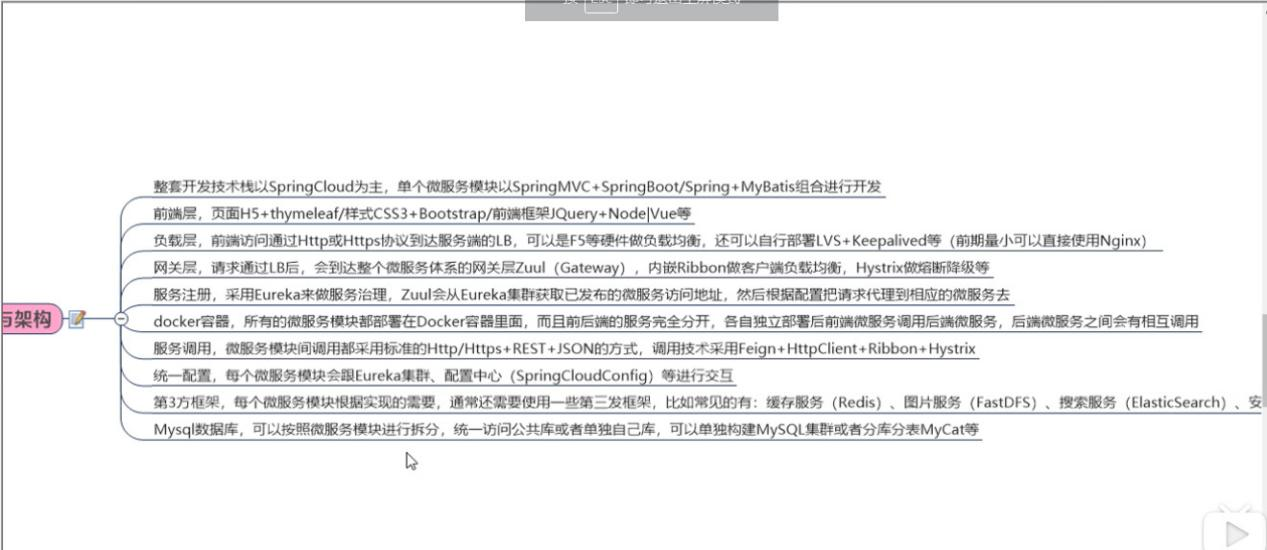 整套开发技术栈以SpringCloud为主，单个微服务模块以SpringMVC+SpringBoot/Spring+MyBatis组合进行开发
前端层，页面H5+thymeleaf/样式CSS3+Bootstrap/前端框架JQuery+Node|Vue等
负载层，前端访问通过Http或Https协议到达服务端的LB，可以是F5等硬件做负载均衡，还可以自行部署LVS+Keepalived等（前期量小可以直接使用Nginx）
网关层，请求通过LB后，会到达整个微服务体系的网关层Zuul（Gateway），内嵌Ribbon做客户端负载均衡，Hystrix做熔断降级等
服务注册，采用Eureka来做服务治理，Zuul会从Eureka集群获取已发布的微服务访问地址，然后根据配置把请求代理到相应的微服务去
与架构
docker容器，所有的微服务模块都部署在Docker容器里面，而且前后端的服务完全分开，各自独立部署后前端微服务调用后端微服务，后端微服务之间会有相互调用
服务调用，微服务模块间调用都采用标准的Http/Https+REST+JSON的方式，调用技术采用Feign+HttpClient+Ribbon+Hystrix
统一配置，每个微服务模块会跟Eureka集群、配置中心（SpringCloudConfig）等进行交互
第3方框架，每个微服务模块根据实现的需要，通常还需要使用一些第三发框架，比如常见的有：缓存服务（Redis）、图片服务（FastDFS）、搜索服务（ElasticSearch）、安
Mysql数据库，可以按照微服务模块进行拆分，统一访问公共库或者单独自己库，可以单独构建MySQL集群或者分库分表MyCat等